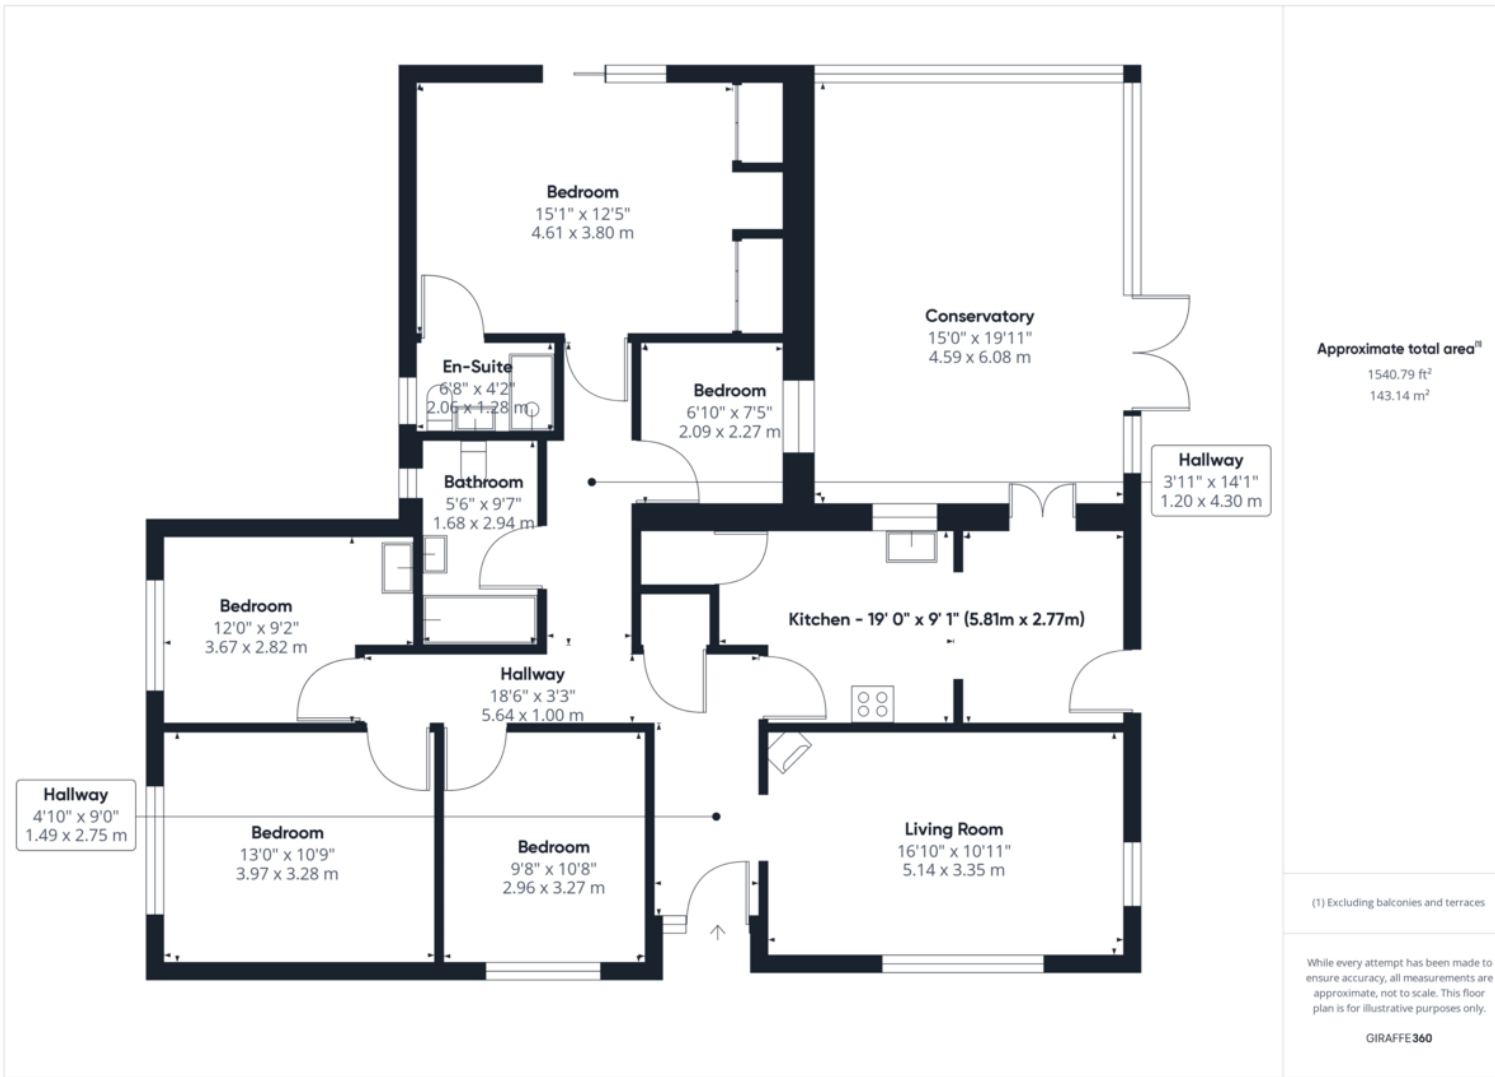 Bedroom
15'1" x 12'5"
4.61 x 3.80 m
Conservatory
15'0" x 19'11"
4.59 x 6.08 m
En-Suite
6'8" x 4'2"
2.06 x 1.28 m
Bedroom
6'10" x 7'5"
2.09 x 2.27 m
Bathroom
5'6" x 9'7"
1.68 x 2.94 m
Hallway
3'11" x 14'1"
1.20 x 4.30 m
Bedroom
12'0" x 9'2"
3.67 x 2.82 m
Kitchen - 19' 0" x 9' 1" (5.81m x 2.77m)
Hallway
18'6" x 3'3"
5.64 x 1.00 m
Hallway
4'10" x 9'0"
1.49 x 2.75 m
Bedroom
13'0" x 10'9"
3.97 x 3.28 m
Bedroom
9'8" x 10'8"
2.96 x 3.27 m
Living Room
16'10" x 10'11"
5.14 x 3.35 m
Approximate total area(1)
1540.79 ft²
143.14 m²
(1) Excluding balconies and terraces
While every attempt has been made to
ensure accuracy, all measurements are
approximate, not to scale. This floor
plan is for illustrative purposes only.
GIRAFFE360